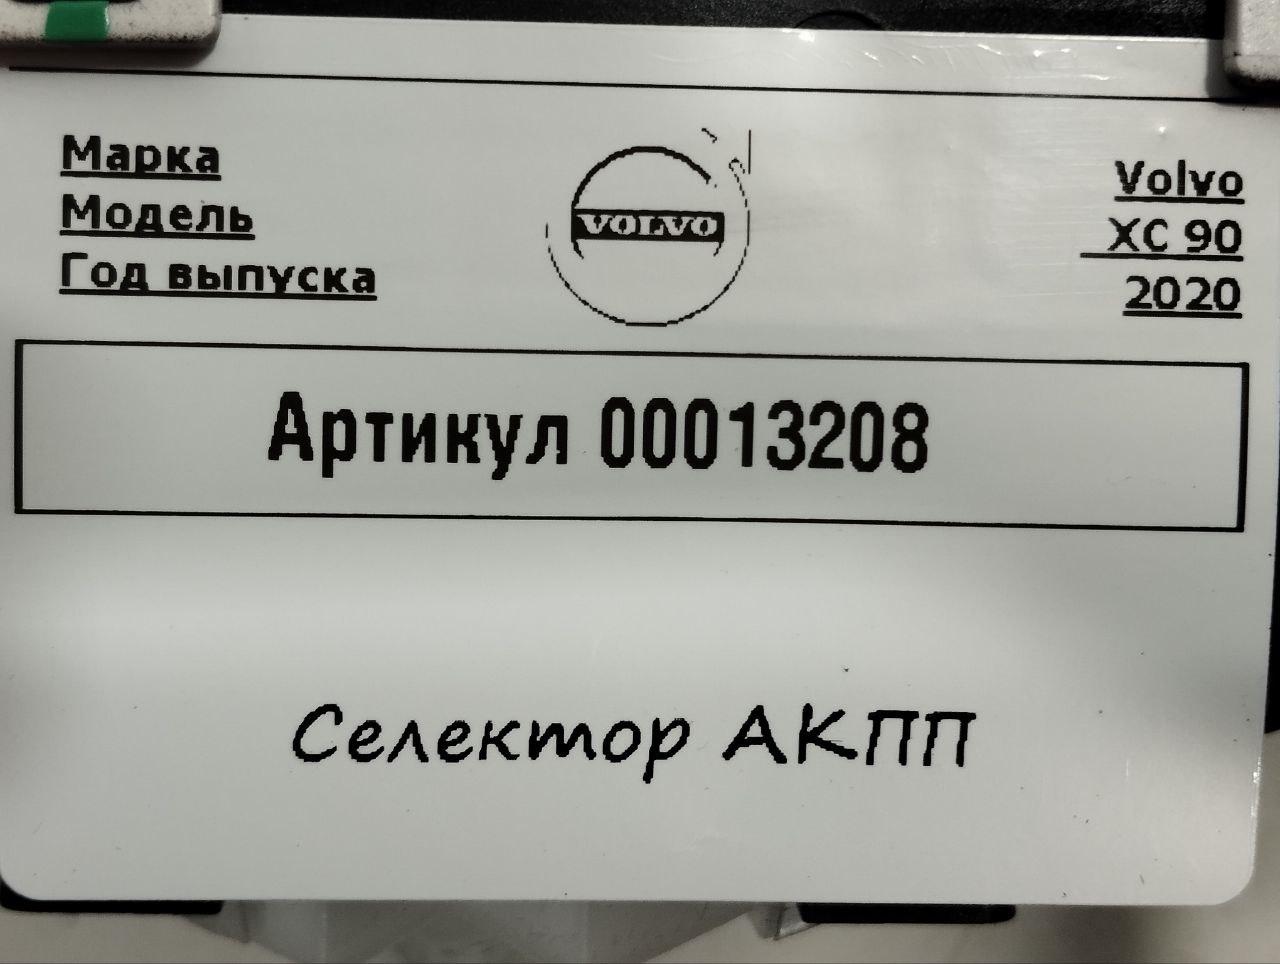 Марка
Модель
Год выпуска
VOLVO
Volvo
XC 90
2020
Артикул 00013208
Селектор АКПП